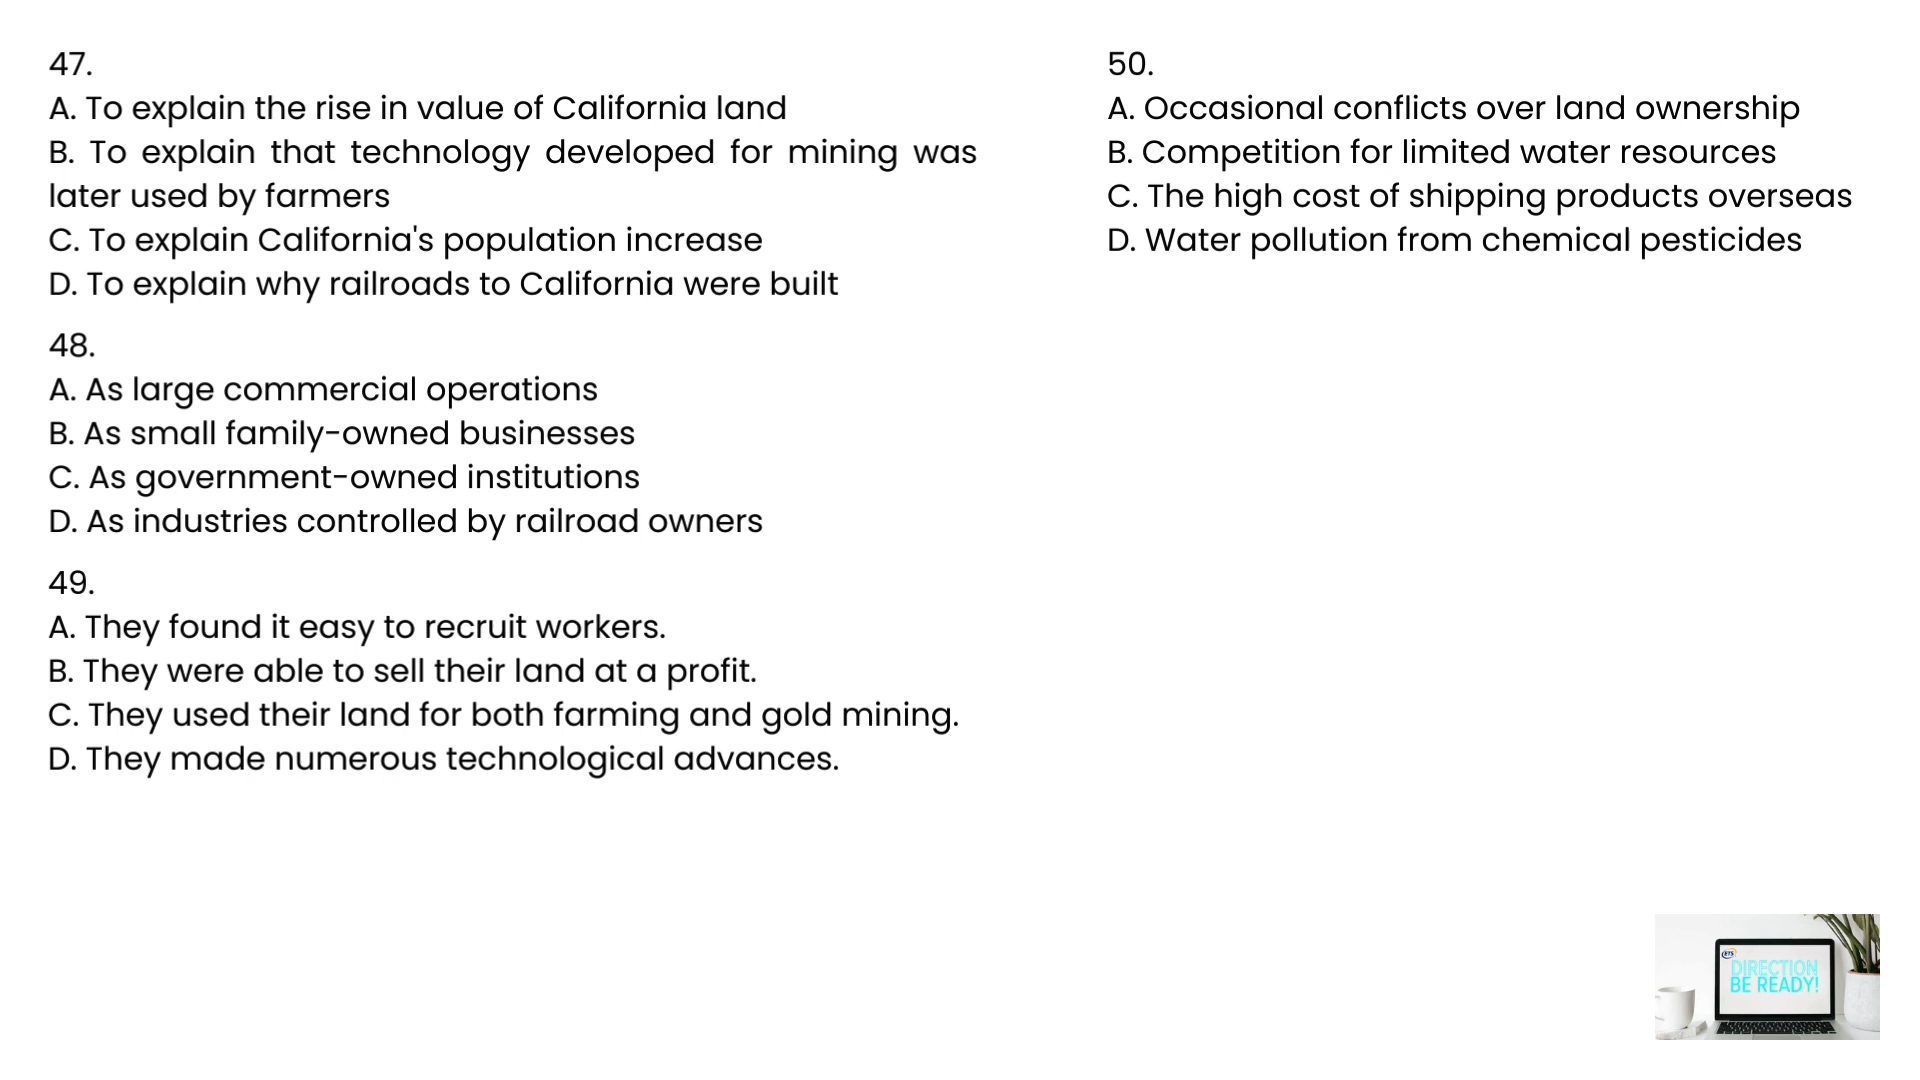 47.
A. To explain the rise in value of California land
B. To explain that technology developed for mining was
later used by farmers
C. To explain California's population increase
D. To explain why railroads to California were built
48.
A. As large commercial operations
B. As small family-owned businesses
C. As government-owned institutions
D. As industries controlled by railroad owners
49.
A. They found it easy to recruit workers.
B. They were able to sell their land at a profit.
C. They used their land for both farming and gold mining.
D. They made numerous technological advances.
50.
A. Occasional conflicts over land ownership
B. Competition for limited water resources
C. The high cost of shipping products overseas
D. Water pollution from chemical pesticides
ETS
DIRECTION
BE READY!